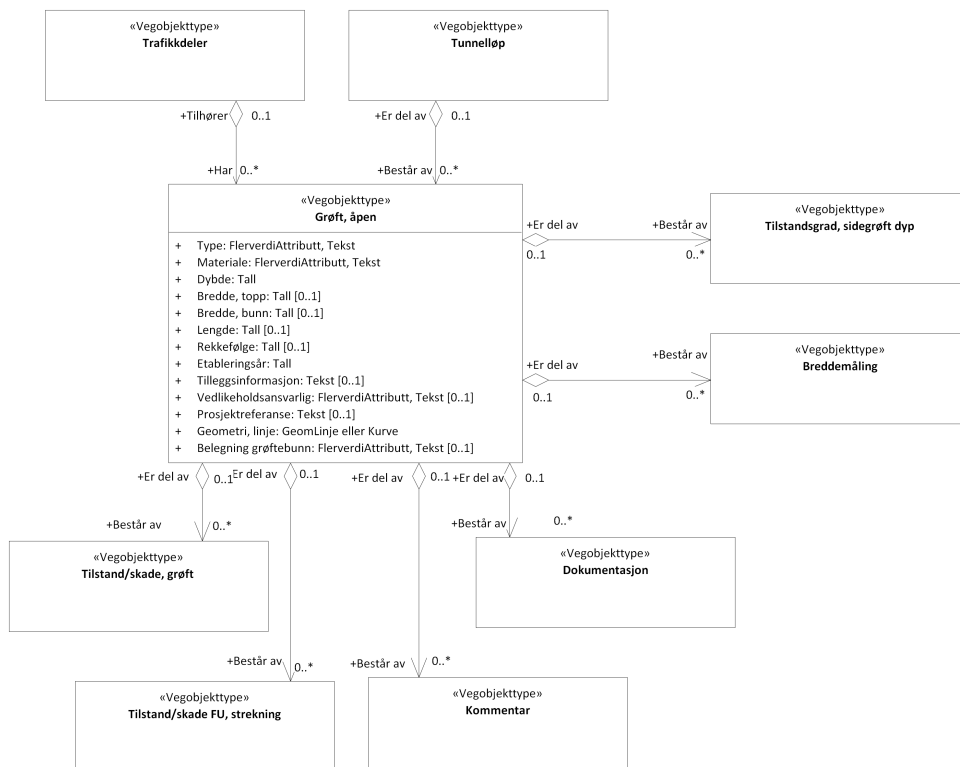 «Vegobjekttype»
Trafikkdeler
«Vegobjekttype»
Tunnelløp
+Tilhører
0..1
+Er del av
0..1
+Har
0..*
+Består av
0..*
«Vegobjekttype»
Grøft, åpen
+ Type: FlerverdiAttributt, Tekst
+ Materiale: FlerverdiAttributt, Tekst
+ Dybde: Tall
+ Bredde, topp: Tall [0..1]
+ Bredde, bunn: Tall [0..1]
+ Lengde: Tall [0..1]
+ Rekkefølge: Tall [0..1]
+ Etableringsår: Tall
+ Tilleggsinformasjon: Tekst [0..1]
+ Vedlikeholdsansvarlig: FlerverdiAttributt, Tekst [0..1]
+ Prosjektreferanse: Tekst [0..1]
+ Geometri, linje: GeomLinje eller Kurve
+ Belegning grøftebunn: FlerverdiAttributt, Tekst [0..1]
+Er del av
0..1
+Består av
0..*
«Vegobjekttype»
Tilstandsgrad, sidegrøft dyp
+Er del av
0..1
+Består av
0..*
«Vegobjekttype»
Breddemåling
+Er del av
0..1
+Består av
0..*
«Vegobjekttype»
Tilstand/skade, grøft
Er del av
0..1
+Består av
0..*
«Vegobjekttype»
Tilstand/skade FU, strekning
+Er del av
0..1
+Består av
0..*
«Vegobjekttype»
Kommentar
+Er del av
0..1
+Består av
0..*
«Vegobjekttype»
Dokumentasjon